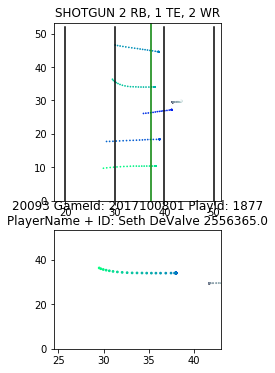 SHOTGUN 2 RB, 1 TE, 2 WR
50
40
30
20
10
0
20 30 40 50
20093 GameId: 2017100801 PlayId: 1877
PlayerName + ID: Seth DeValve 2556365.0
40
20
0
25 30 35 40